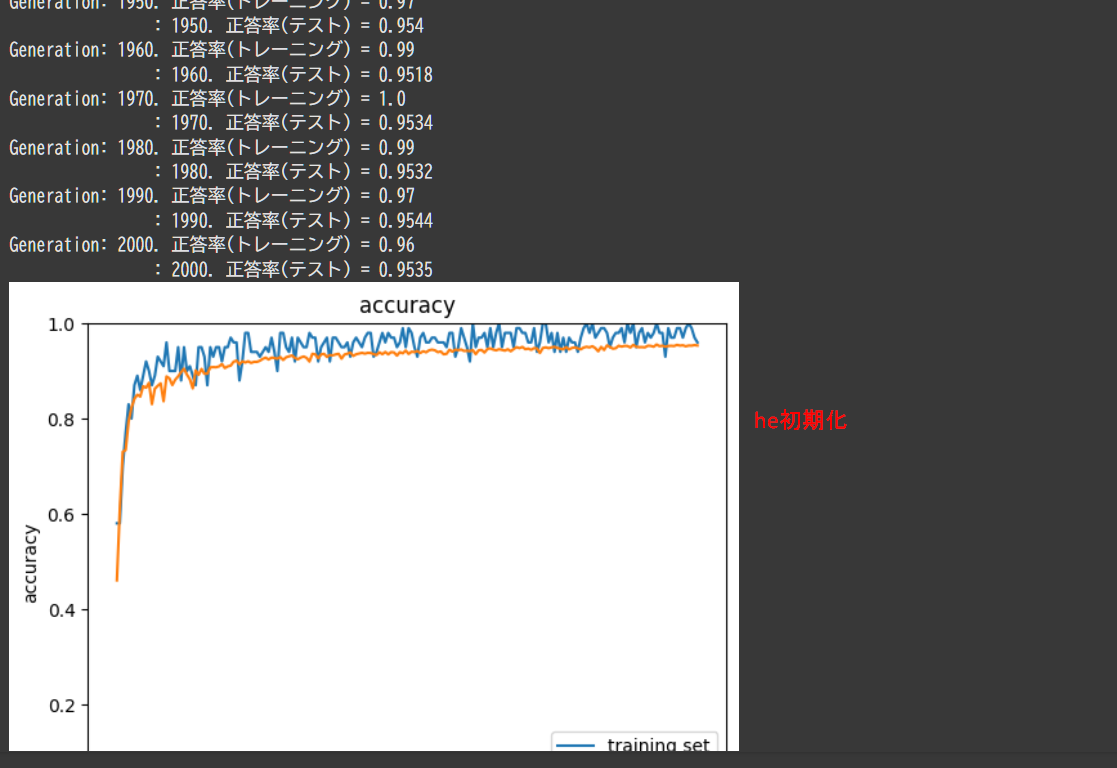 Generation: 1950. 正答率(トレーニング) = 0.97
: 1950. 正答率(テスト) = 0.954
Generation: 1960. 正答率(トレーニング) = 0.99
: 1960. 正答率(テスト) = 0.9518
Generation: 1970. 正答率(トレーニング) = 1.0
: 1970. 正答率(テスト) = 0.9534
Generation: 1980. 正答率(トレーニング) = 0.99
: 1980. 正答率(テスト) = 0.9532
Generation: 1990. 正答率(トレーニング) = 0.97
: 1990. 正答率(テスト) = 0.9544
Generation: 2000. 正答率(トレーニング) = 0.96
: 2000. 正答率(テスト) = 0.9535
accuracy
1.0
0.8
he初期化
0.6
accuracy
0.4
0.2
training set